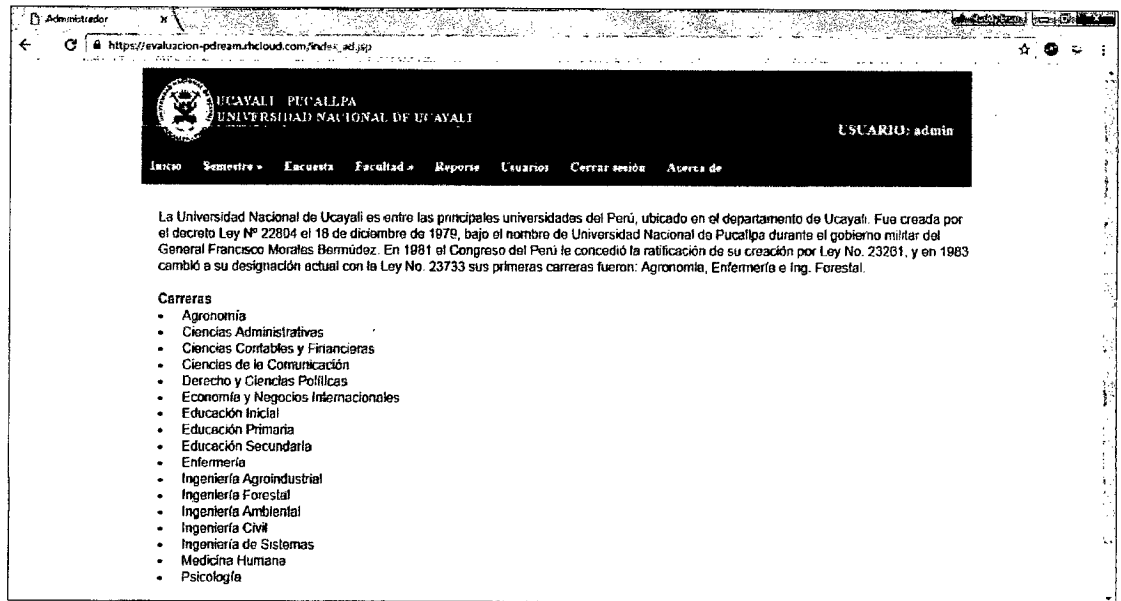 Administrador
https://evaluacion-pdream.rhcloud.com/index_ad.jsp
UCAYALI PUCALLPA
UNIVERSIDAD NACIONAL DE UCAYALI
USUARIO: admin
Inicio Semestre » Encuesta Facultad » Reporte Usuarios Cerrar sesión Acerca de
La Universidad Nacional de Ucayali es entre las principales universidades del Perú, ubicado en el departamento de Ucayali. Fue creada por
el decreto Ley Nº 22804 el 18 de diciembre de 1979, bajo el nombre de Universidad Nacional de Pucallpa durante el gobierno militar del
General Francisco Morales Bermúdez. En 1981 el Congreso del Perú le concedió la ratificación de su creación por Ley No. 23261, y en 1983
cambió a su designación actual con la Ley No. 23733 sus primeras carreras fueron: Agronomía, Enfermería e Ing. Forestal.
Carreras
• Agronomía
• Ciencias Administrativas
• Ciencias Contables y Financieras
• Ciencias de la Comunicación
• Derecho y Ciencias Políticas
• Economía y Negocios Internacionales
• Educación Inicial
• Educación Primaria
• Educación Secundaria
• Enfermería
• Ingeniería Agroindustrial
• Ingeniería Forestal
• Ingeniería Ambiental
• Ingeniería Civil
• Ingeniería de Sistemas
• Medicina Humana
• Psicología